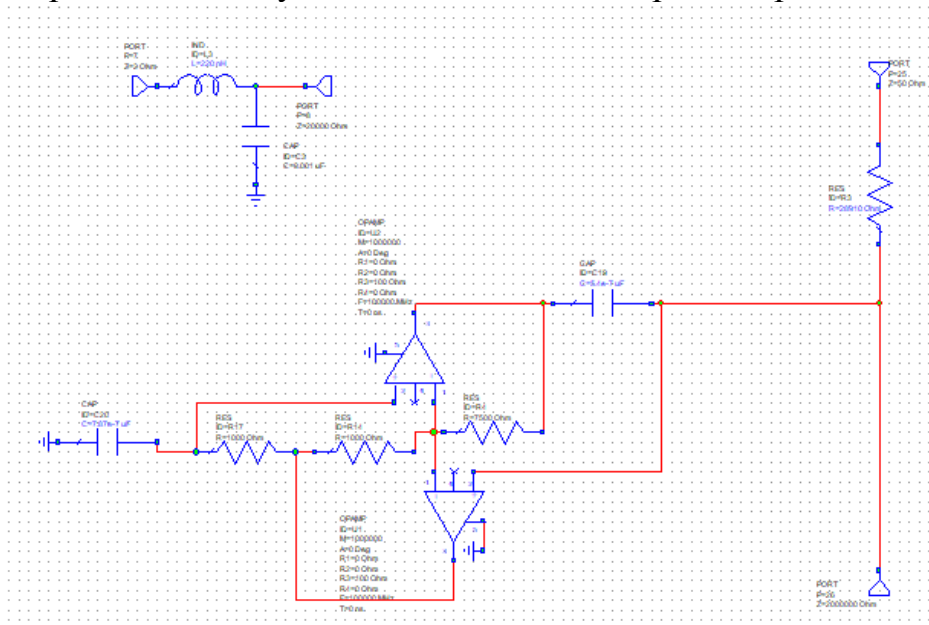 PORT
Z=3 Ohm
IND
ID=L3
L=220 nH
PORT
Z=20000 Ohm
CAP
ID=C3
C=0.001 uF
PORT
P=25
Z=50 Ohm
RES
ID=R3
OPAMP
ID=U2
M=1000000
A=0 Deg
R1=0 Ohm
R2=0 Ohm
R3=100 Ohm
R4=0 Ohm
F=100000 MHz
T=0 ns
CAP
ID=C19
CAP
ID=C20
RES
ID=R17
R=1000 Ohm
RES
ID=R14
R=1000 Ohm
RES
R=7500 Ohm
OPAMP
ID=U1
M=1000000
A=0 Deg
R1=0 Ohm
R2=0 Ohm
R3=100 Ohm
R4=0 Ohm
F=100000 MHz
T=0 ns
PORT
P=26
Z=2000000 Ohm